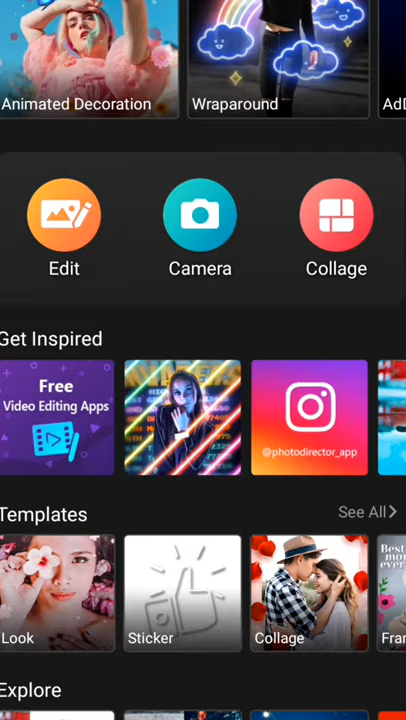 Animated Decoration
Wraparound
Edit
Camera
Collage
Get Inspired
Free
Video Editing Apps
@photodirector_app
Templates
See All
Look
Sticker
Collage
Explore